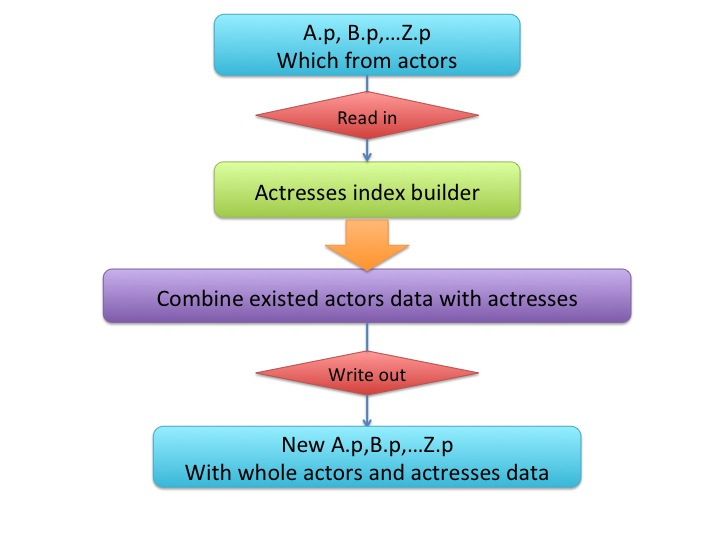 A.p, B.p,...Z.p
Which from actors
Read in
Actresses index builder
Combine existed actors data with actresses
Write out
New A.p,B.p,...Z.p
With whole actors and actresses data